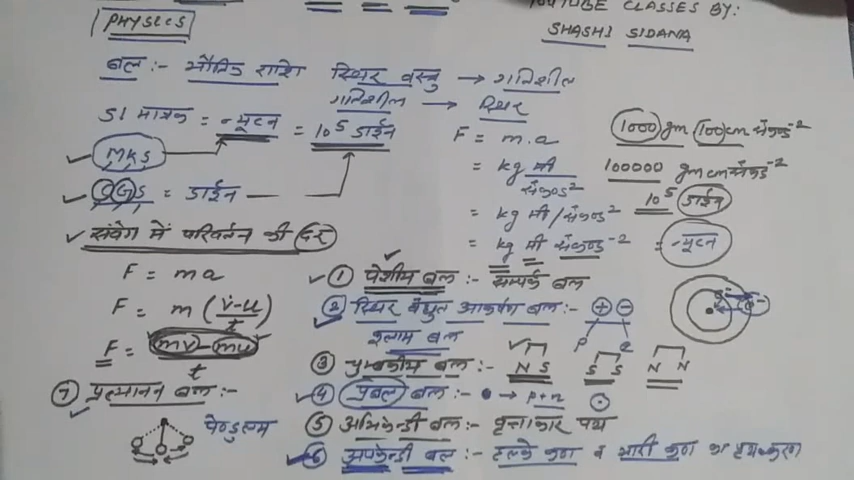 YOUTUBE CLASSES BY:
SHASHI SIDANA
PHYSICS
बल :- भौतिक राशि स्थिर वस्तु → गतिशील
गतिशील → स्थिर
SI मात्रक = न्यूटन = 10⁵ डाईन
MKS
CGS = डाईन
संवेग में परिवर्तन की दर
F = ma
F = m (v-u/t)
F = mv - mu / t
F = m.a
= kg मी / सैकण्ड²
= kg मी / सैकण्ड²
= kg मी सैकण्ड⁻² = न्यूटन
1000 gm 100 cm सैकण्ड⁻²
100000 gm cm सैकण्ड⁻²
10⁵ डाईन
① पेशीय बल :- सम्पर्क बल
② स्थिर वैद्युत आकर्षण बल :- + −
कूलाम बल P e
③ चुम्बकीय बल :- N S S S N N
④ प्रबल बल :- → p+n
⑤ अभिकेन्द्री बल :- वृत्ताकार पथ
⑥ अपकेन्द्री बल :- हल्के कण व भारी कण का
⑦ प्रत्यानन बल :-
पेन्डुलम
e⁻ e⁻